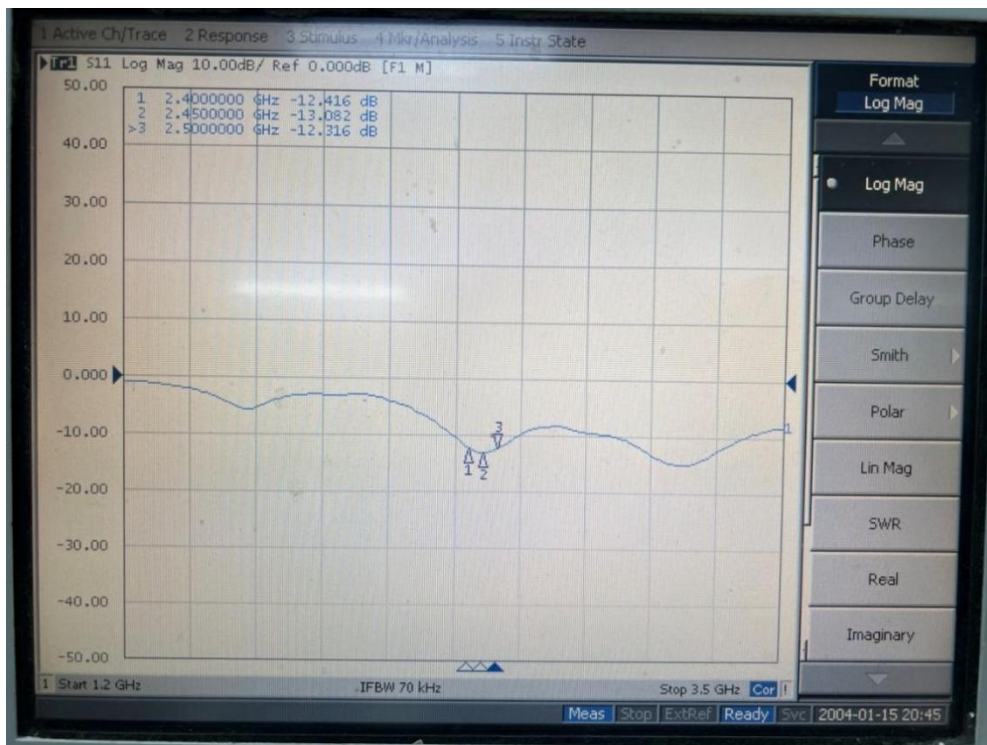 1 Active Ch/Trace 2 Response 3 Stimulus 4 Mkr/Analysis 5 Instr State
Tr1 S11 Log Mag 10.00dB/ Ref 0.000dB [F1 M]
50.00
1 2.4000000 GHz -12.416 dB
2 2.4500000 GHz -13.082 dB
>3 2.5000000 GHz -12.316 dB
40.00
30.00
20.00
10.00
0.000
-10.00
-20.00
-30.00
-40.00
-50.00
3
1
2
1
1 Start 1.2 GHz IFBW 70 kHz Stop 3.5 GHz Cor !
Format
Log Mag
Log Mag
Phase
Group Delay
Smith
Polar
Lin Mag
SWR
Real
Imaginary
Meas Stop ExtRef Ready Svc 2004-01-15 20:45